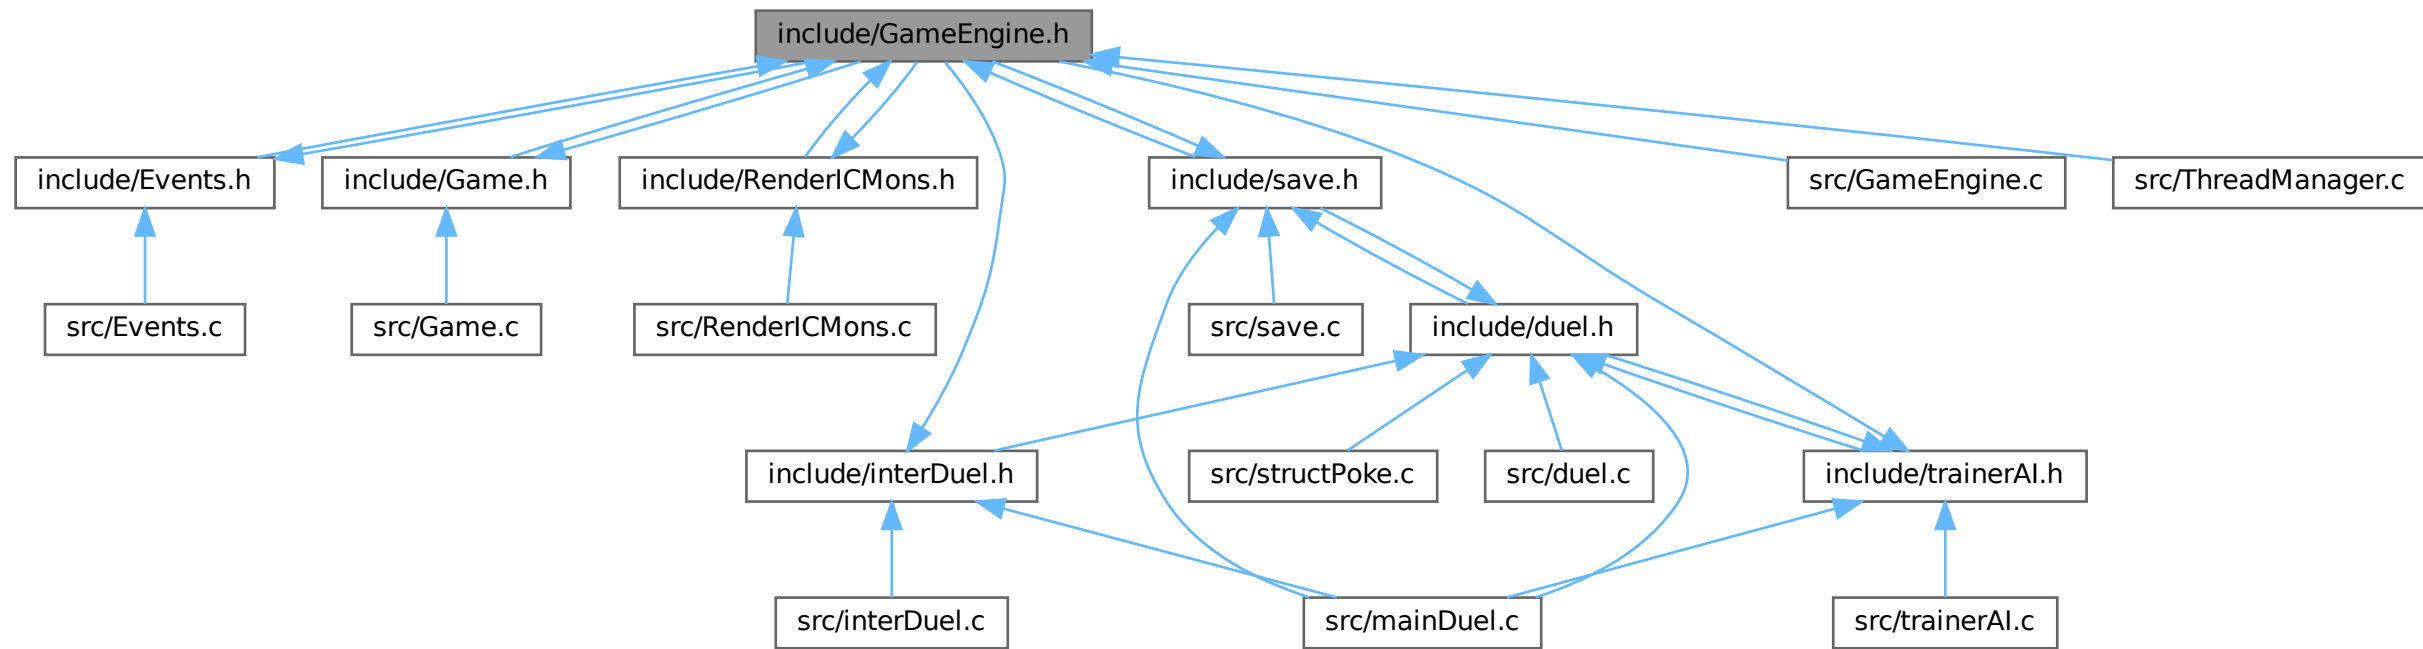 include/GameEngine.h
include/Events.h
include/Game.h
include/RenderICMons.h
include/save.h
src/GameEngine.c
src/ThreadManager.c
src/Events.c
src/Game.c
src/RenderICMons.c
src/save.c
include/duel.h
include/interDuel.h
src/structPoke.c
src/duel.c
include/trainerAI.h
src/interDuel.c
src/mainDuel.c
src/trainerAI.c